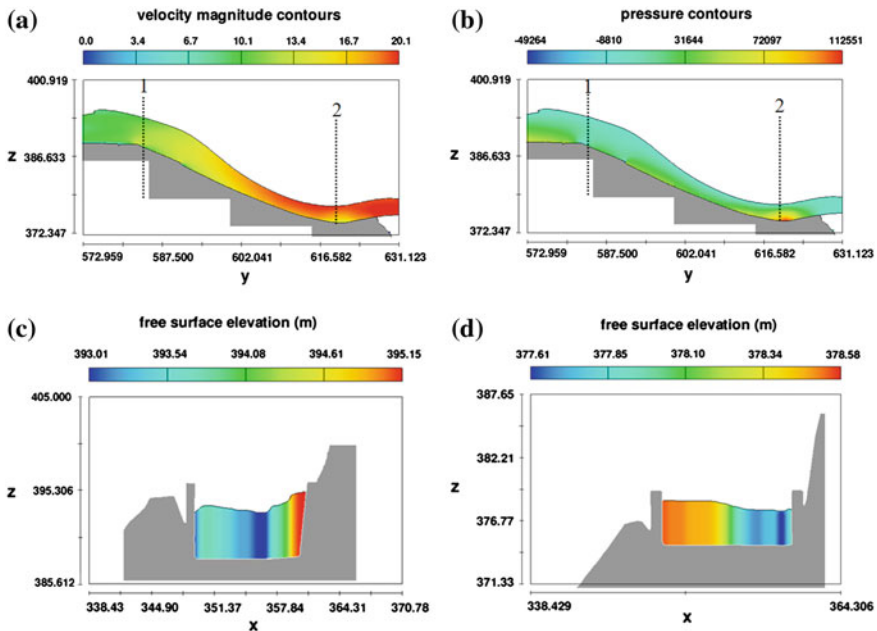 (a)
velocity magnitude contours
0.0 3.4 6.7 10.1 13.4 16.7 20.1
400.919
1
2
z
386.633
372.347
572.959 587.500 602.041 616.582 631.123
y
(b)
pressure contours
-49264 -8810 31644 72097 112551
400.919
1
2
z
386.633
372.347
572.959 587.500 602.041 616.582 631.123
y
(c)
free surface elevation (m)
393.01 393.54 394.08 394.61 395.15
405.000
z
395.306
385.612
338.43 344.90 351.37 357.84 364.31 370.78
x
(d)
free surface elevation (m)
377.61 377.85 378.10 378.34 378.58
387.65
382.21
z
376.77
371.33
338.429 364.306
x